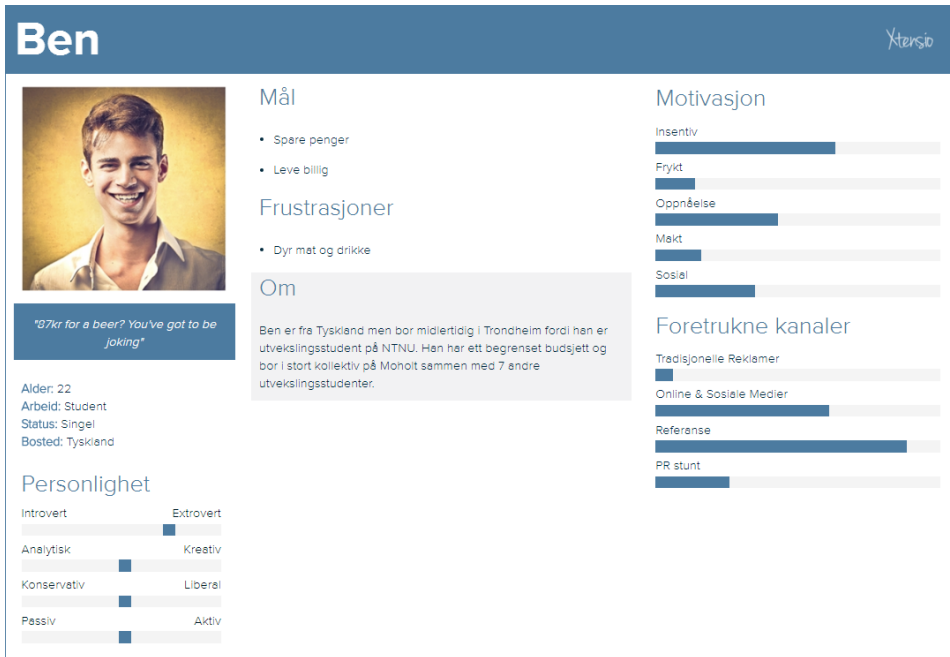 Ben
Xtensio
"87kr for a beer? You've got to be
joking"
Alder: 22
Arbeid: Student
Status: Singel
Bosted: Tyskland
Personlighet
Introvert Extrovert
Analytisk Kreativ
Konservativ Liberal
Passiv Aktiv
Mål
• Spare penger
• Leve billig
Frustrasjoner
• Dyr mat og drikke
Om
Ben er fra Tyskland men bor midlertidig i Trondheim fordi han er
utvekslingsstudent på NTNU. Han har ett begrenset budsjett og
bor i stort kollektiv på Moholt sammen med 7 andre
utvekslingsstudenter.
Motivasjon
Insentiv
Frykt
Oppnåelse
Makt
Sosial
Foretrukne kanaler
Tradisjonelle Reklamer
Online & Sosiale Medier
Referanse
PR stunt